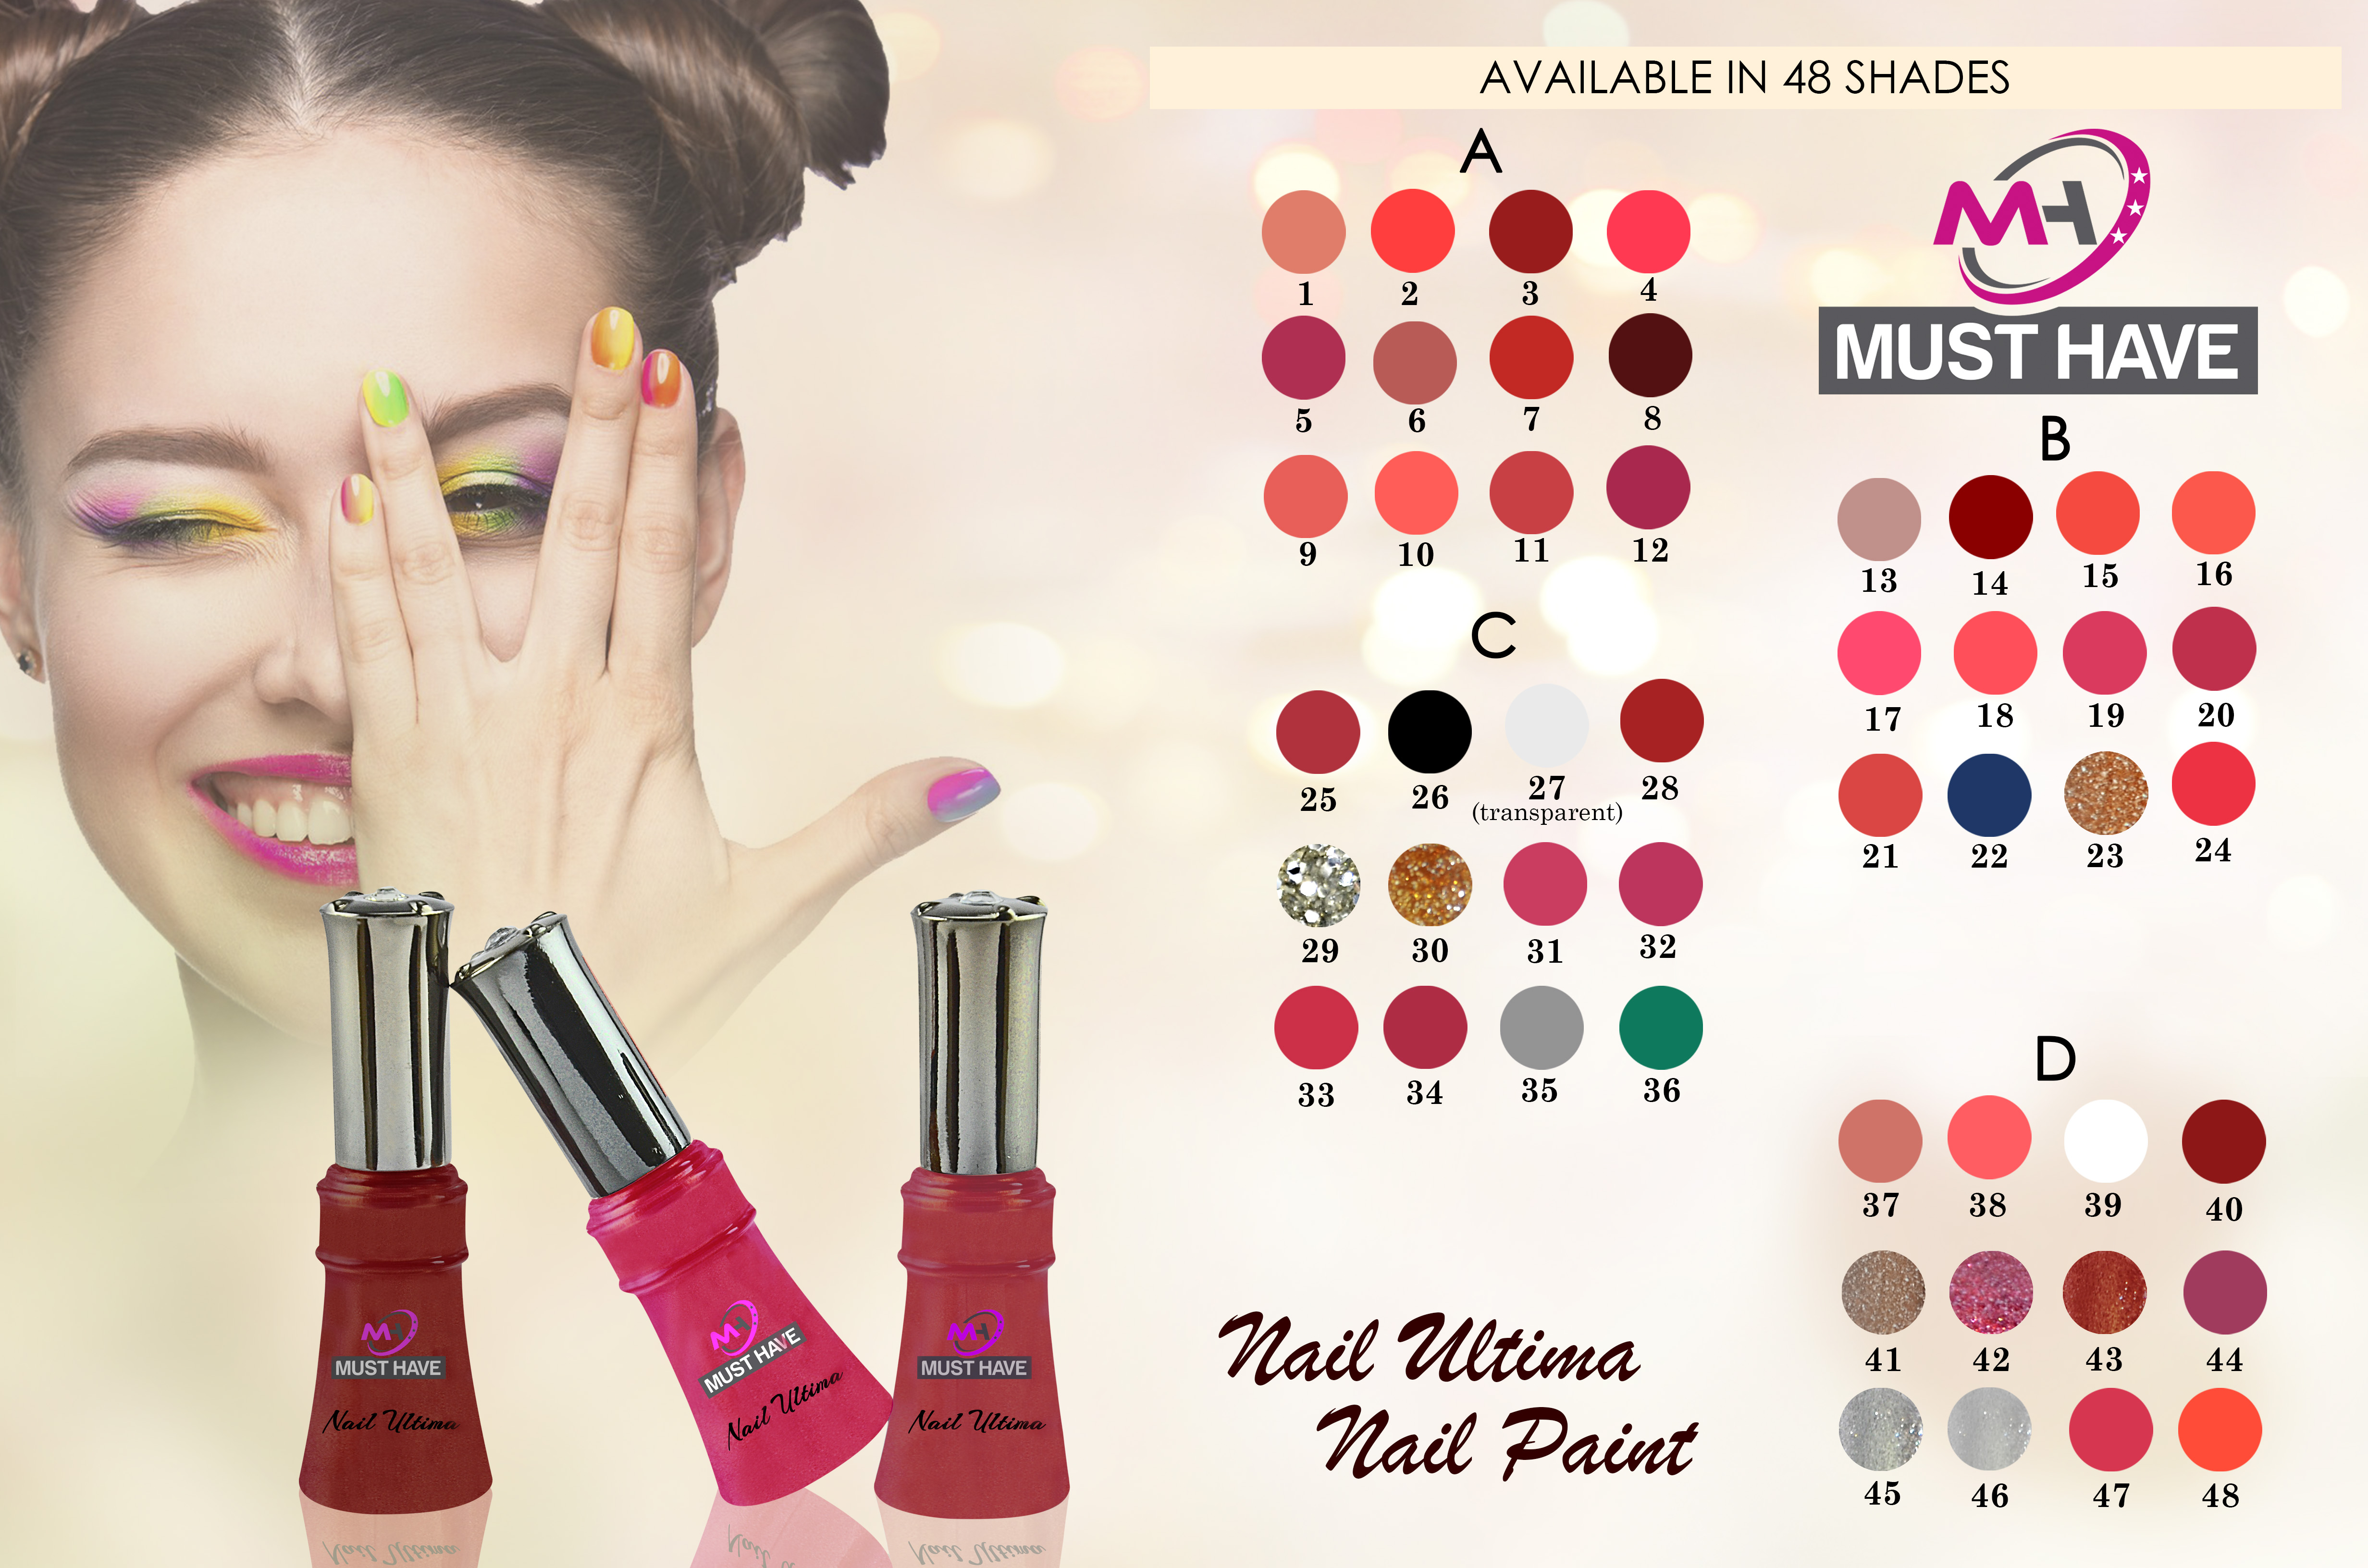 AVAILABLE IN 48 SHADES
MH
MUST HAVE
A
1 2 3 4
5 6 7 8
9 10 11 12
B
13 14 15 16
17 18 19 20
21 22 23 24
C
25 26 27 28
(transparent)
29 30 31 32
33 34 35 36
D
37 38 39 40
41 42 43 44
45 46 47 48
Nail Ultima
Nail Paint
MH
MUST HAVE
Nail Ultima
MH
MUST HAVE
Nail Ultima
MH
MUST HAVE
Nail Ultima